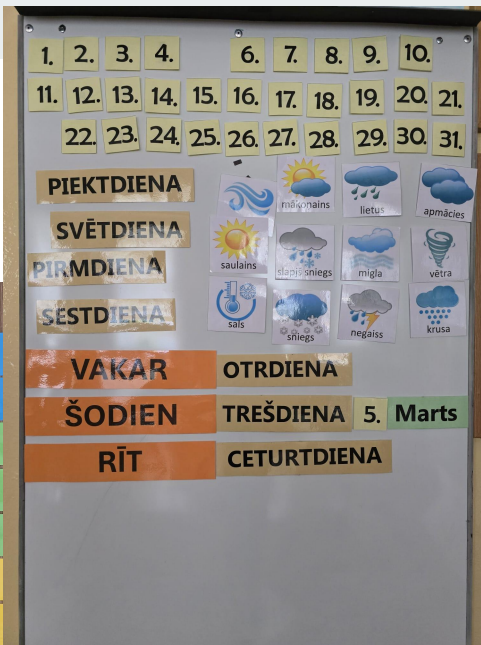 1. 2. 3. 4. 6. 7. 8. 9. 10.
11. 12. 13. 14. 15. 16. 17. 18. 19. 20. 21.
22. 23. 24. 25. 26. 27. 28. 29. 30. 31.
PIEKTDIENA
SVĒTDIENA
PIRMDIENA
SESTDIENA
mākoņains lietus apmācies
saulains slapjš sniegs migla vētra
sals sniegs negaiss krusa
VAKAR OTRDIENA
ŠODIEN TREŠDIENA 5. Marts
RĪT CETURTDIENA